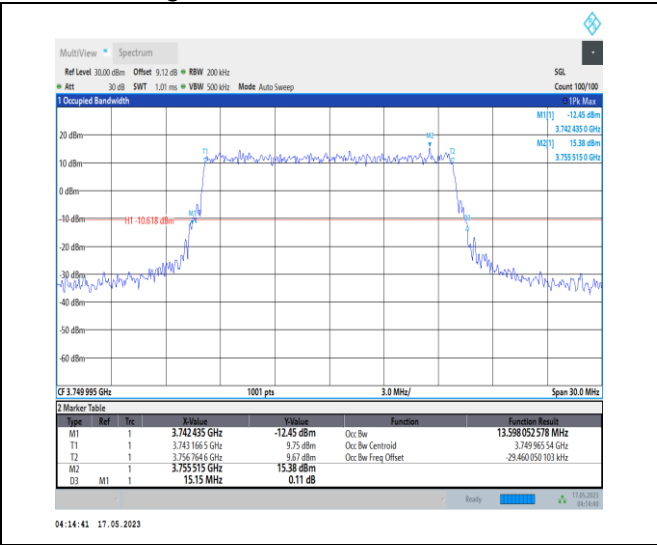 MultiView Spectrum
Ref Level 30.00 dBm Offset 9.12 dB RBW 200 kHz SGL
Att 30 dB SWT 1.01 ms VBW 500 kHz Mode Auto Sweep Count 100/100
1 Occupied Bandwidth 1Pk Max
M1[1] -12.45 dBm
3.742 435 0 GHz
M2[1] 15.38 dBm
3.755 515 0 GHz
20 dBm
M2
T1
T2
10 dBm
0 dBm
M1
-10 dBm
H1 -10.618 dBm
D3
-20 dBm
-30 dBm
-40 dBm
-50 dBm
-60 dBm
CF 3.749 995 GHz 1001 pts 3.0 MHz/ Span 30.0 MHz
2 Marker Table
Type Ref Trc X-Value Y-Value Function Function Result
M1 1 3.742 435 GHz -12.45 dBm Occ Bw 13.598 052 578 MHz
T1 1 3.743 166 5 GHz 9.75 dBm Occ Bw Centroid 3.749 965 54 GHz
T2 1 3.756 764 6 GHz 9.67 dBm Occ Bw Freq Offset -29.460 050 103 kHz
M2 1 3.755 515 GHz 15.38 dBm
D3 M1 1 15.15 MHz 0.11 dB
Ready 17.05.2023
04:14:40
04:14:41 17.05.2023